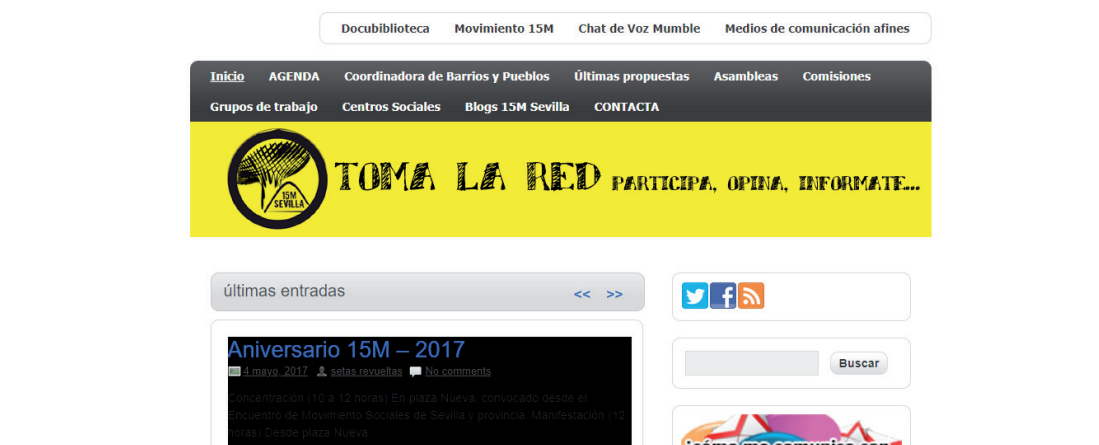 Docubiblioteca Movimiento 15M Chat de Voz Mumble Medios de comunicación afines
Inicio AGENDA Coordinadora de Barrios y Pueblos Últimas propuestas Asambleas Comisiones
Grupos de trabajo Centros Sociales Blogs 15M Sevilla CONTACTA
15M
SEVILLA
TOMA LA RED PARTICIPA, OPINA, INFORMATE...
últimas entradas << >>
Aniversario 15M – 2017
4 mayo, 2017 setas revueltas No comments
Concentración (10 a 12 horas) En plaza Nueva, convocado desde el
Encuentro de Movimiento Sociales de Sevilla y provincia. Manifestación (12
horas) Desde plaza Nueva
Buscar